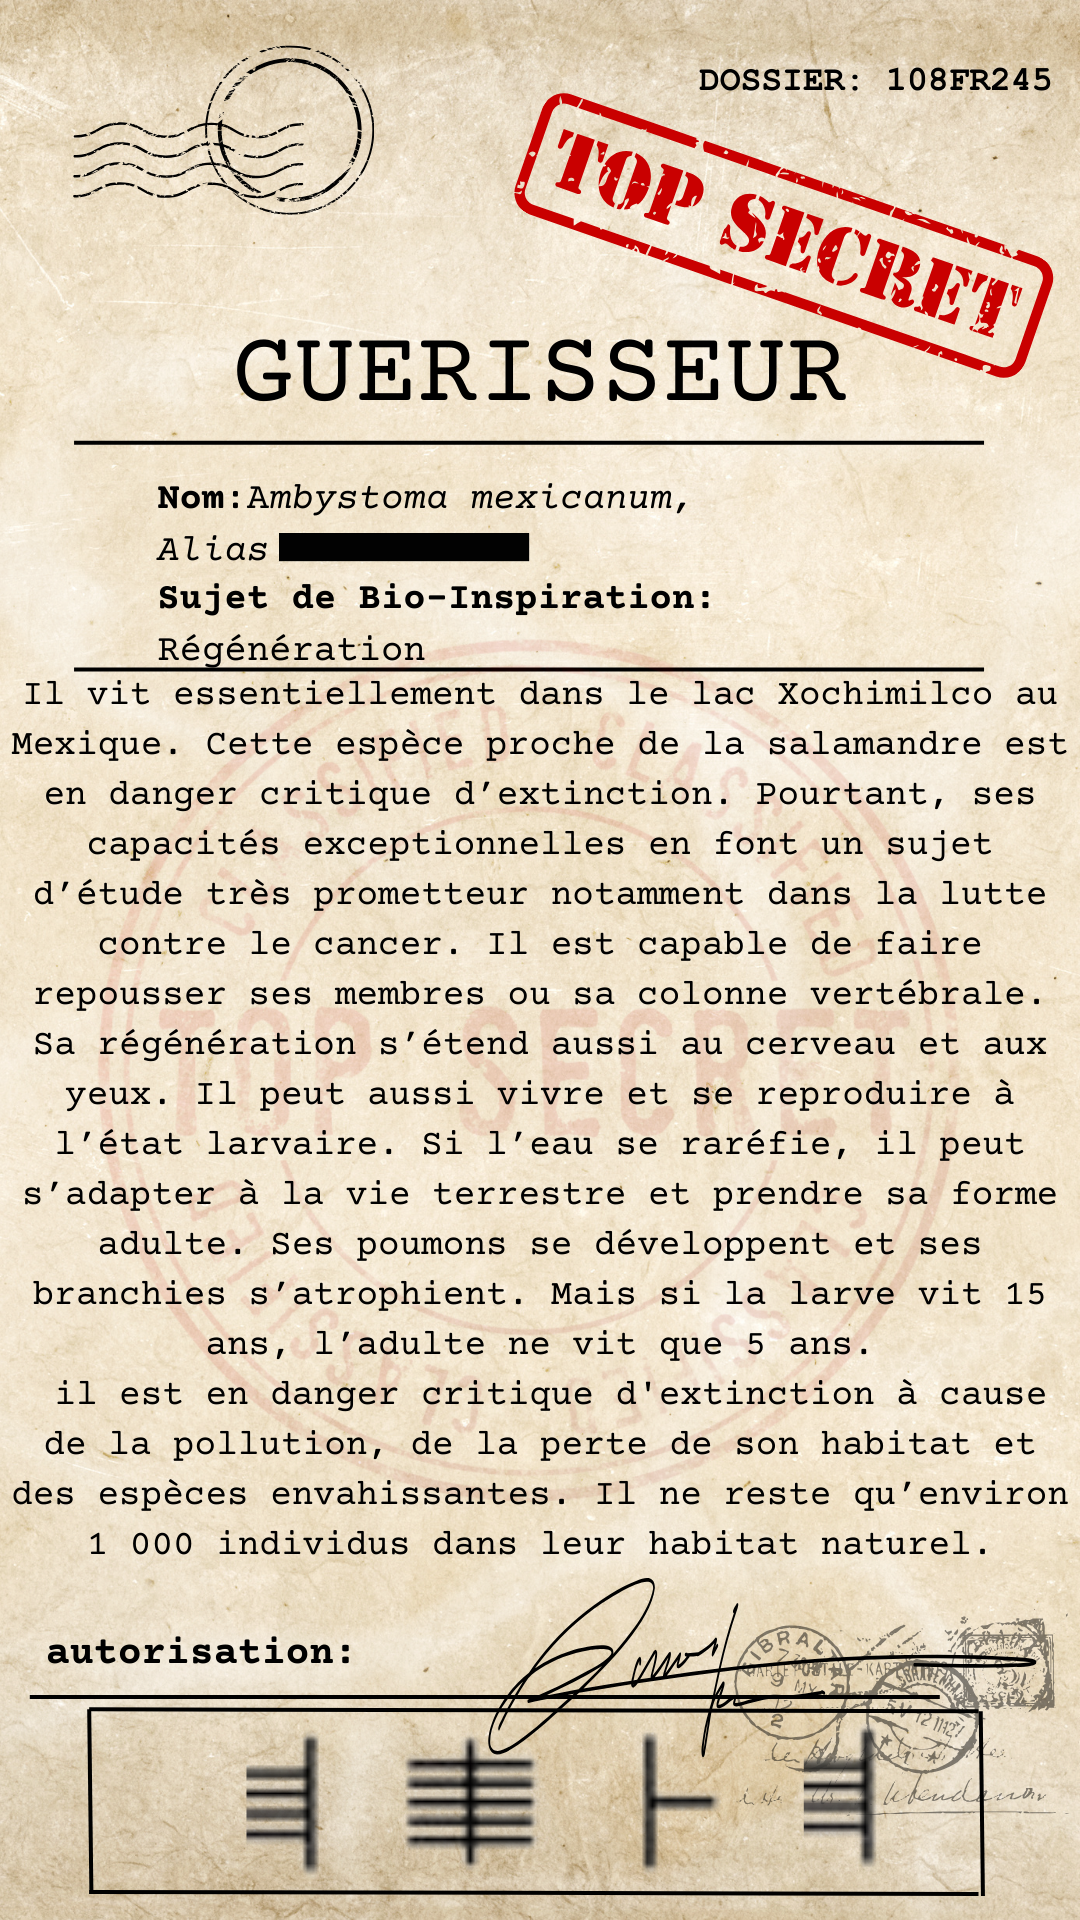 DOSSIER: 108FR245
TOP SECRET
GUERISSEUR
Nom:Ambystoma mexicanum,
Alias
Sujet de Bio-Inspiration:
Régénération
Il vit essentiellement dans le lac Xochimilco au
Mexique. Cette espèce proche de la salamandre est
en danger critique d’extinction. Pourtant, ses
capacités exceptionnelles en font un sujet
d’étude très prometteur notamment dans la lutte
contre le cancer. Il est capable de faire
repousser ses membres ou sa colonne vertébrale.
Sa régénération s’étend aussi au cerveau et aux
yeux. Il peut aussi vivre et se reproduire à
l’état larvaire. Si l’eau se raréfie, il peut
s’adapter à la vie terrestre et prendre sa forme
adulte. Ses poumons se développent et ses
branchies s’atrophient. Mais si la larve vit 15
ans, l’adulte ne vit que 5 ans.
il est en danger critique d'extinction à cause
de la pollution, de la perte de son habitat et
des espèces envahissantes. Il ne reste qu’environ
1 000 individus dans leur habitat naturel.
CLASSIFIED CLASSIFIED
TOP SECRET
CLASSIFIED CLASSIFIED
autorisation: